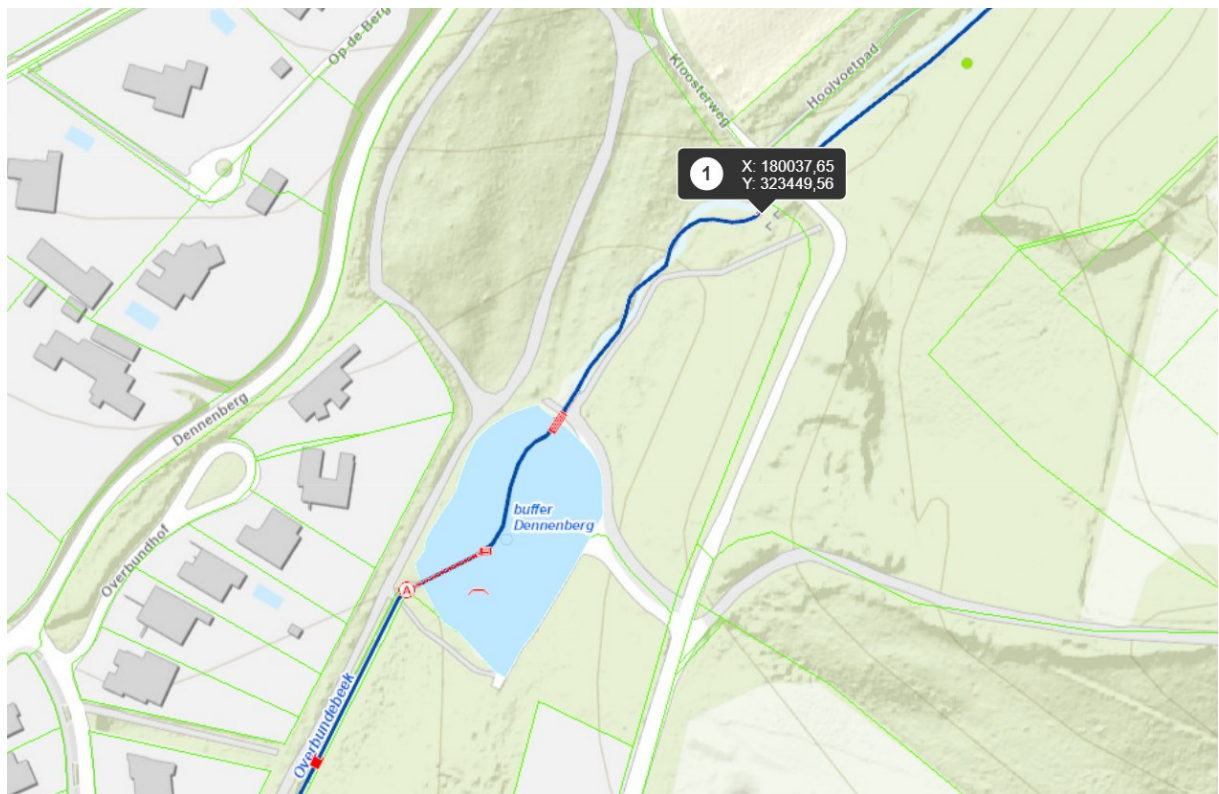 Op de Berg
Kloosterweg
Hoolvoetpad
1
X: 180037,65
Y: 323449,56
Dennenberg
buffer
Dennenberg
Overbundhof
A
Overbundebeek